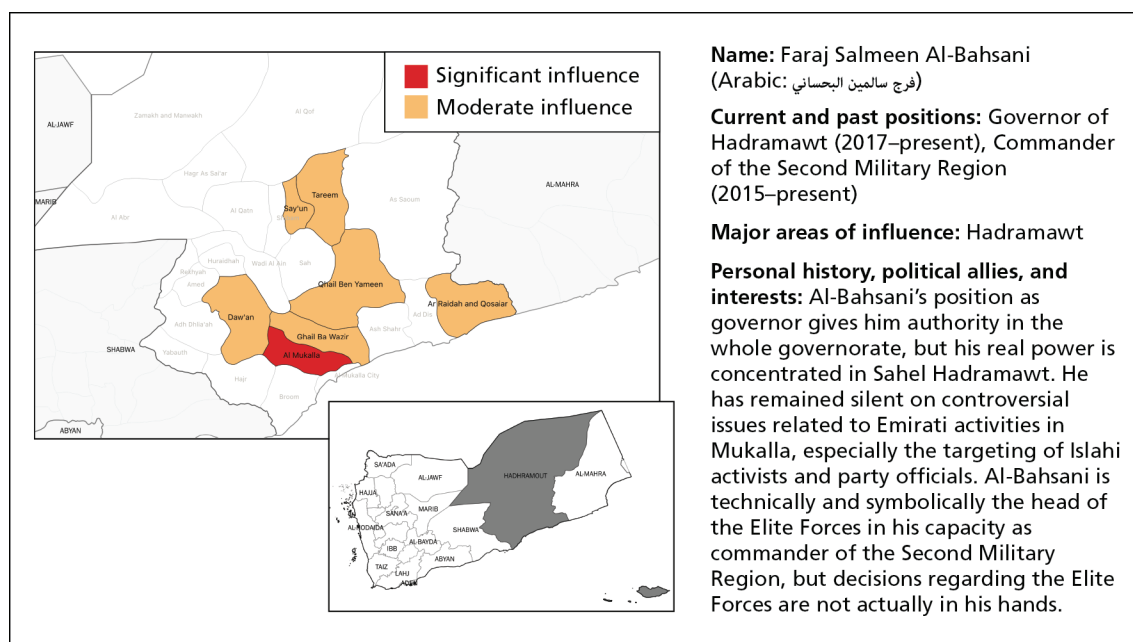 Significant influence
Moderate influence
Zamakh and Manwakh
Al Qof
AL-JAWF
Hagr As Sai'ar
Tareem
Say'un
As Saoum
AL-MAHRA
MARIB
Al Abr
Al Qatn
Huraidhah
Wadi Al Ain
Sah
Rakhyah
Amed
Qhail Ben Yameen
Daw'an
Ar Raidah and Qosaiar
Ad Dis
Adh Dhlia'ah
Ghail Ba Wazir
Ash Shahr
SHABWA
Yabauth
Al Mukalla
Hajr
Al Mukalla City
Broom
ABYAN
SA'ADA
AL-JAWF
HADHRAMOUT
AL-MAHRA
HAJJA
MARIB
SANA'A
AL-HODAIDA
SHABWA
AL-BAYDA
IBB
ABYAN
TAIZ
LAHJ
ADEN
Name: Faraj Salmeen Al-Bahsani
(Arabic: فرج سالمين البحساني)
Current and past positions: Governor of
Hadramawt (2017–present), Commander
of the Second Military Region
(2015–present)
Major areas of influence: Hadramawt
Personal history, political allies, and
interests: Al-Bahsani’s position as
governor gives him authority in the
whole governorate, but his real power is
concentrated in Sahel Hadramawt. He
has remained silent on controversial
issues related to Emirati activities in
Mukalla, especially the targeting of Islahi
activists and party officials. Al-Bahsani is
technically and symbolically the head of
the Elite Forces in his capacity as
commander of the Second Military
Region, but decisions regarding the Elite
Forces are not actually in his hands.